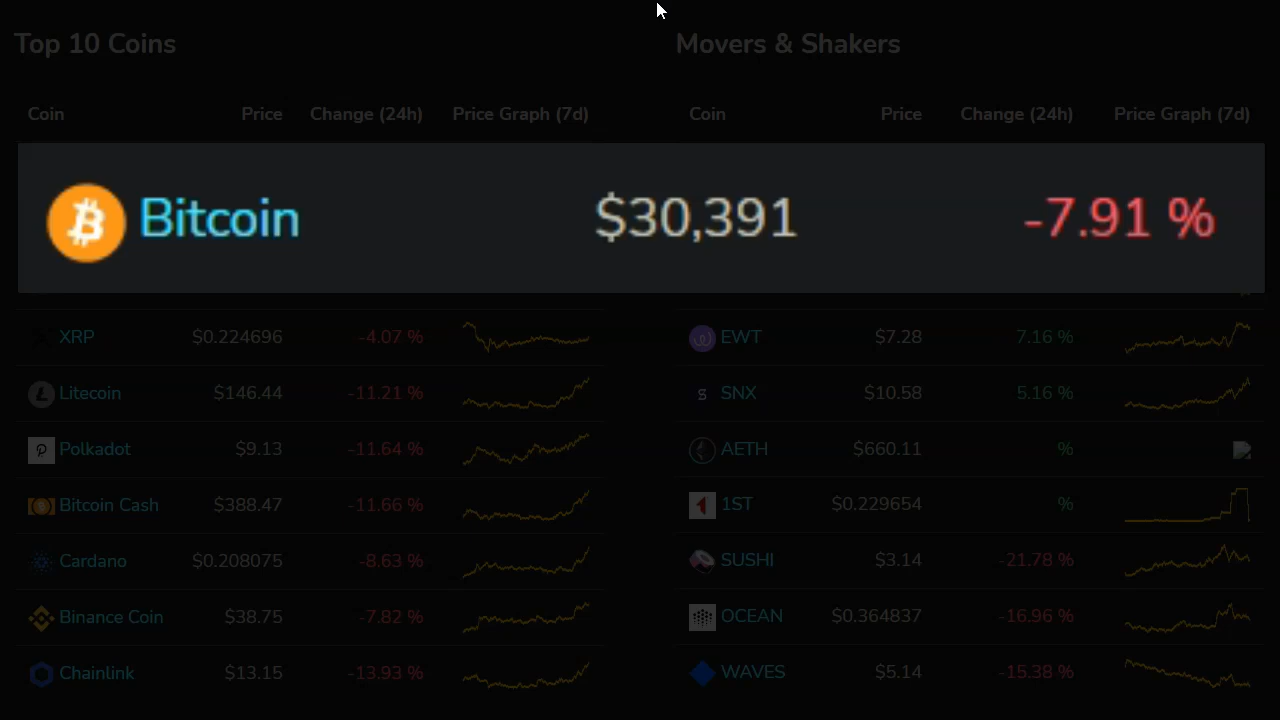 Top 10 Coins
Movers & Shakers
Coin Price Change (24h) Price Graph (7d)
Coin Price Change (24h) Price Graph (7d)
Bitcoin $30,391 -7.91 %
XRP $0.224696 -4.07 %
EWT $7.28 7.16 %
Litecoin $146.44 -11.21 %
SNX $10.58 5.16 %
Polkadot $9.13 -11.64 %
AETH $660.11 %
Bitcoin Cash $388.47 -11.66 %
1ST $0.229654 %
Cardano $0.208075 -8.63 %
SUSHI $3.14 -21.78 %
Binance Coin $38.75 -7.82 %
OCEAN $0.364837 -16.96 %
Chainlink $13.15 -13.93 %
WAVES $5.14 -15.38 %